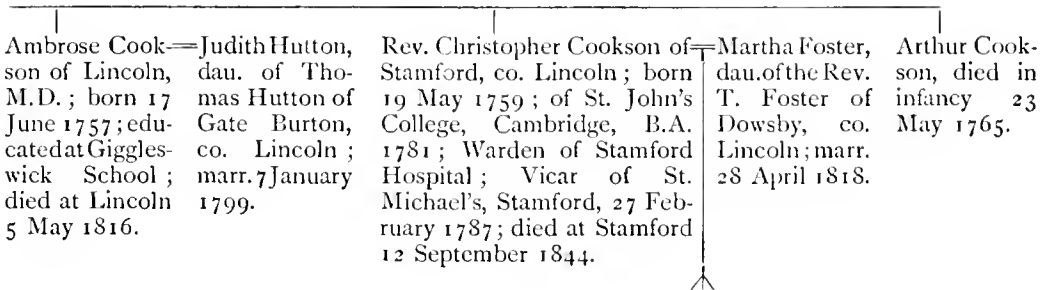 Ambrose Cook-
son of Lincoln,
M.D. ; born 17
June 1757 ; edu-
cated at Giggles-
wick School ;
died at Lincoln
5 May 1816.
Judith Hutton,
dau. of Tho-
mas Hutton of
Gate Burton,
co. Lincoln ;
marr. 7 January
1799.
Rev. Christopher Cookson of
Stamford, co. Lincoln ; born
19 May 1759 ; of St. John's
College, Cambridge, B.A.
1781 ; Warden of Stamford
Hospital ; Vicar of St.
Michael's, Stamford, 27 Feb-
ruary 1787 ; died at Stamford
12 September 1844.
Martha Foster,
dau. of the Rev.
T. Foster of
Dowsby, co.
Lincoln ; marr.
28 April 1818.
Arthur Cook-
son, died in
infancy 23
May 1765.